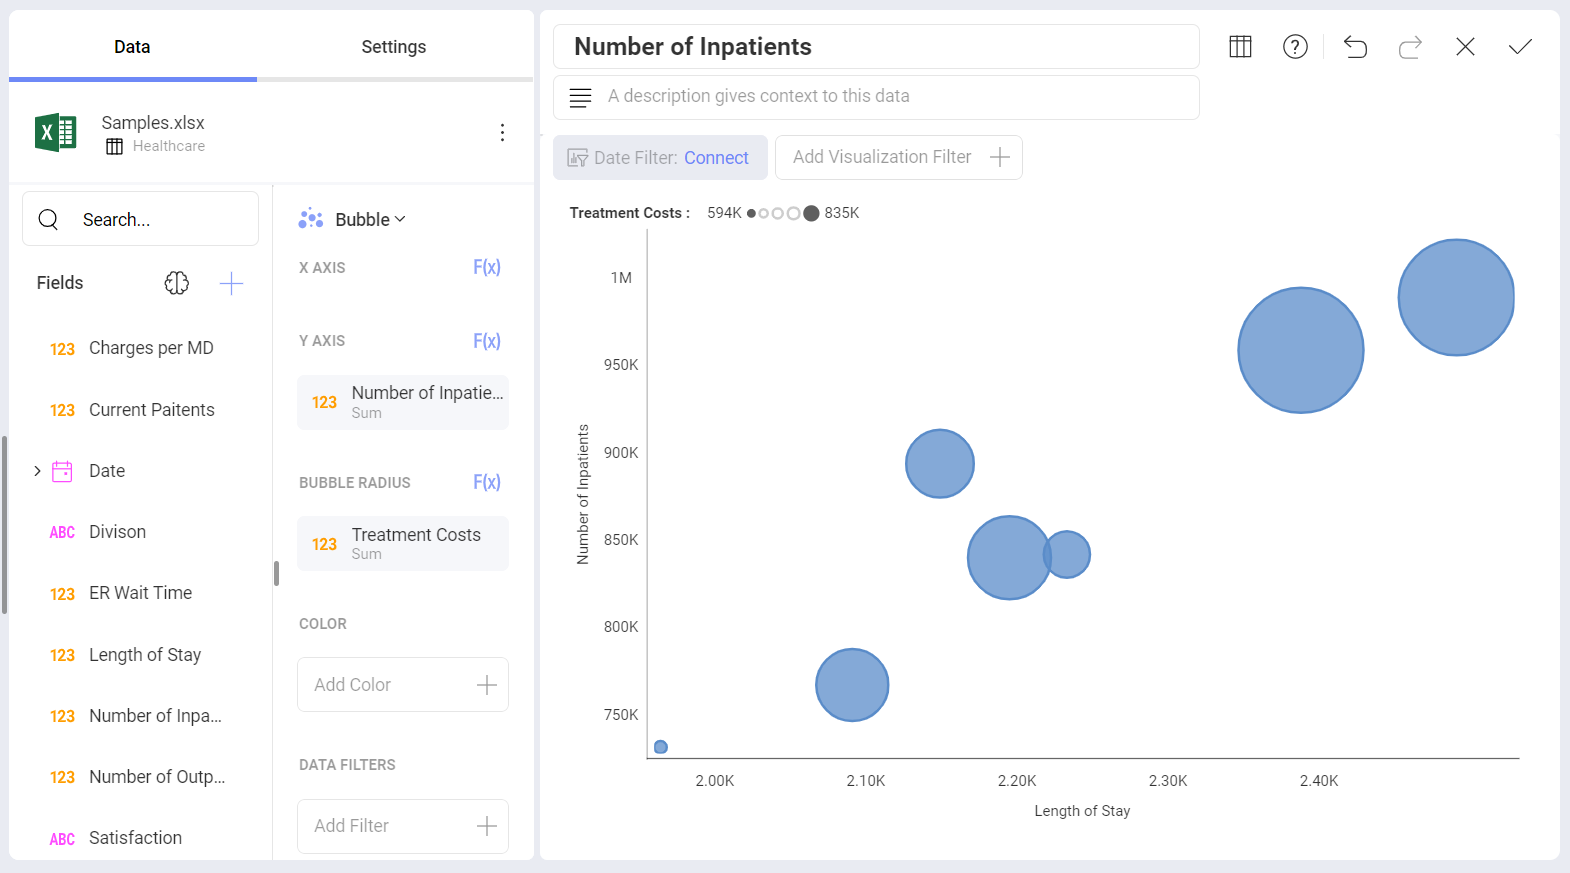 Data
Settings
Samples.xlsx
Healthcare
Search...
Fields
123 Charges per MD
123 Current Paitents
Date
ABC Divison
123 ER Wait Time
123 Length of Stay
123 Number of Inpa...
123 Number of Outp...
ABC Satisfaction
Bubble
X AXIS F(x)
Y AXIS F(x)
123 Number of Inpatie...
Sum
BUBBLE RADIUS F(x)
123 Treatment Costs
Sum
COLOR
Add Color
DATA FILTERS
Add Filter
Number of Inpatients
A description gives context to this data
Date Filter: Connect
Add Visualization Filter
Treatment Costs : 594K 835K
1M
950K
900K
850K
800K
750K
Number of Inpatients
2.00K 2.10K 2.20K 2.30K 2.40K
Length of Stay